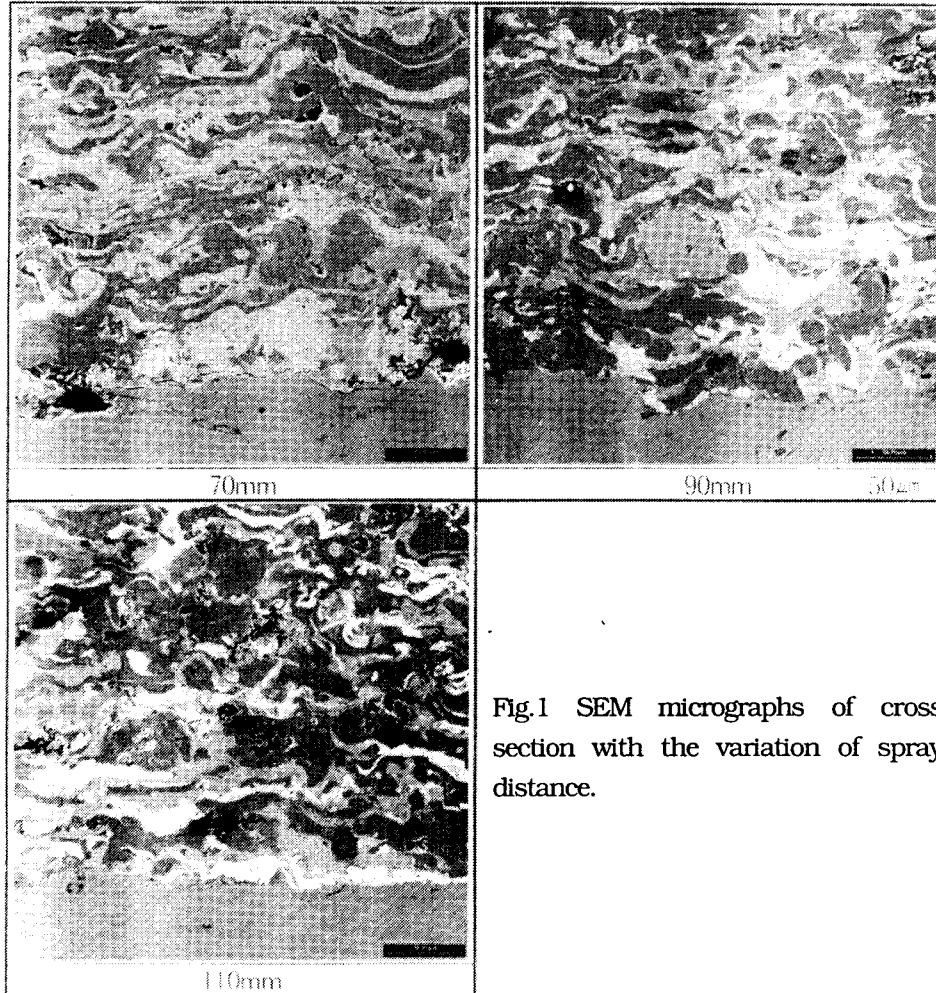 70mm
90mm 50μm
110mm
Fig.1 SEM micrographs of cross
section with the variation of spray
distance.